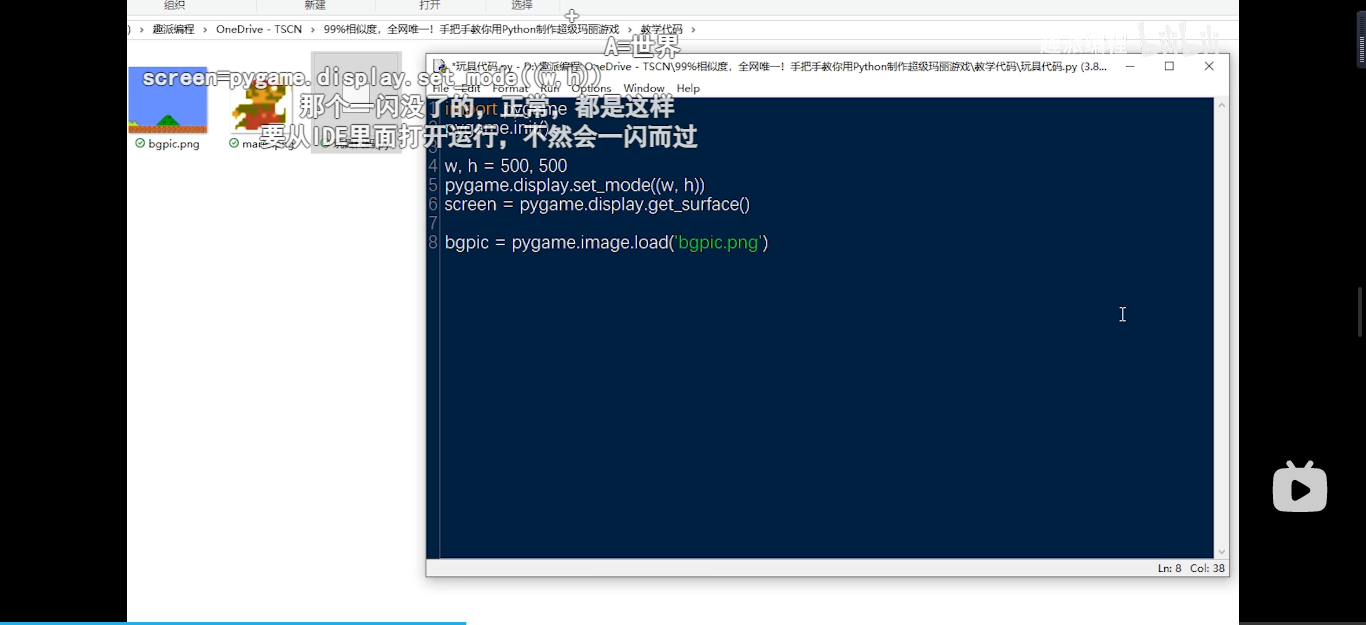 组织
新建
打开
选择
趣派编程 › OneDrive - TSCN › 99%相似度，全网唯一！手把手教你用Python制作超级玛丽游戏 › 教学代码 ›
A=世界
趣派编程
screen=pygame.display.set_mode((w,h))
那个一闪没了的，正常，都是这样
要从IDE里面打开运行，不然会一闪而过
bgpic.png
*玩具代码.py - D:\趣派编程\OneDrive - TSCN\99%相似度，全网唯一！手把手教你用Python制作超级玛丽游戏\教学代码\玩具代码.py (3.8...
File Edit Format Run Options Window Help
1 import pygame
2 pygame.init()
3
4 w, h = 500, 500
5 pygame.display.set_mode((w, h))
6 screen = pygame.display.get_surface()
7
8 bgpic = pygame.image.load('bgpic.png')
Ln: 8 Col: 38